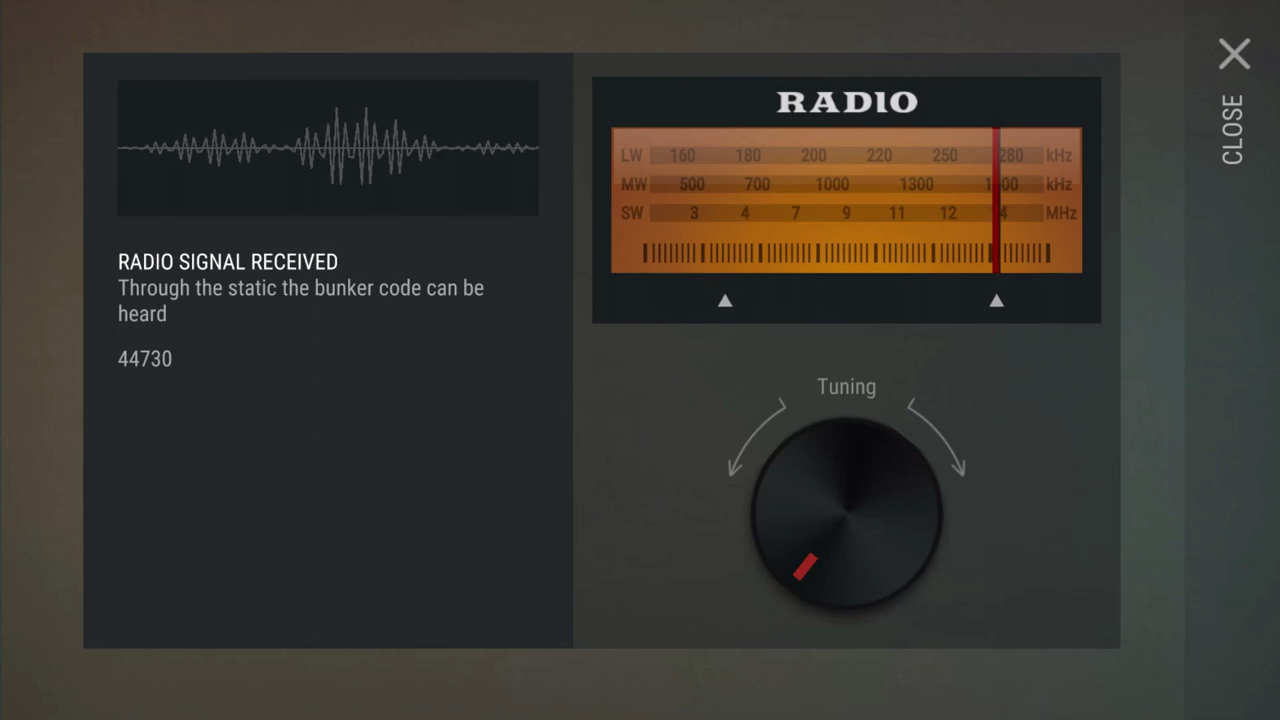 RADIO SIGNAL RECEIVED
Through the static the bunker code can be
heard
44730
RADIO
LW 160 180 200 220 250 280 kHz
MW 500 700 1000 1300 kHz
SW 3 4 7 9 11 12 MHz
Tuning
CLOSE